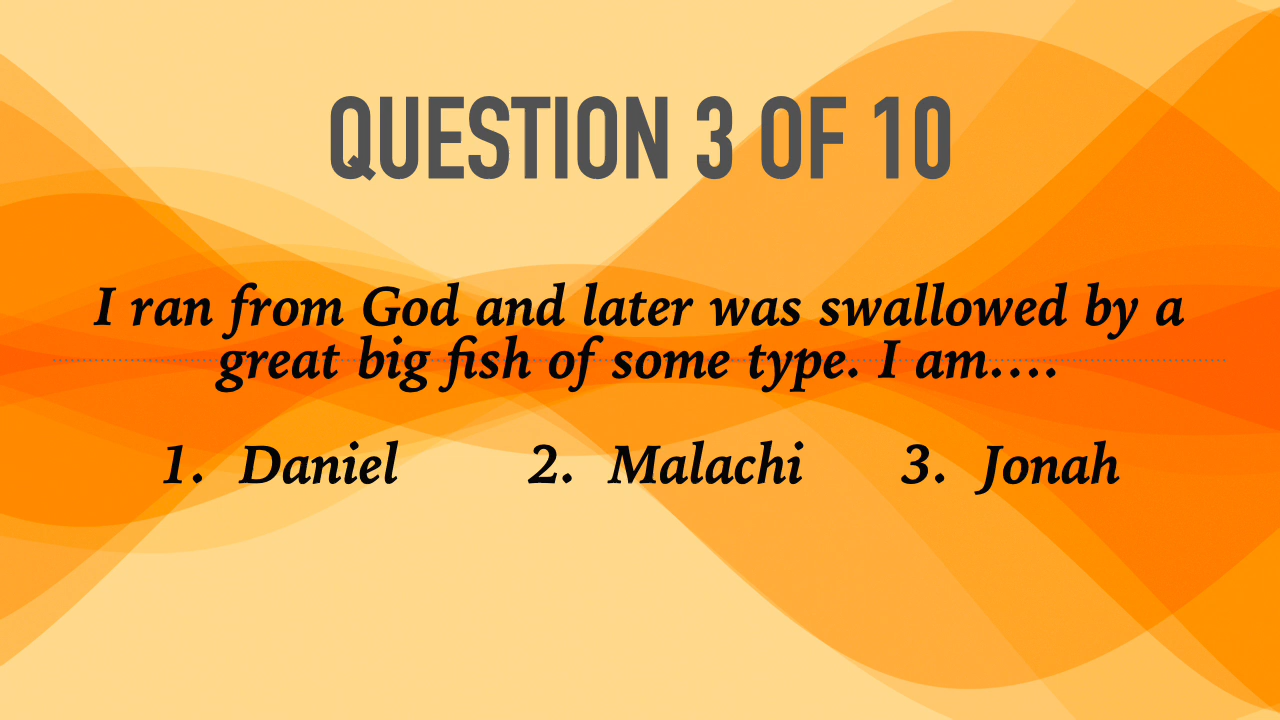 QUESTION 3 OF 10
I ran from God and later was swallowed by a
great big fish of some type. I am....
1. Daniel 2. Malachi 3. Jonah